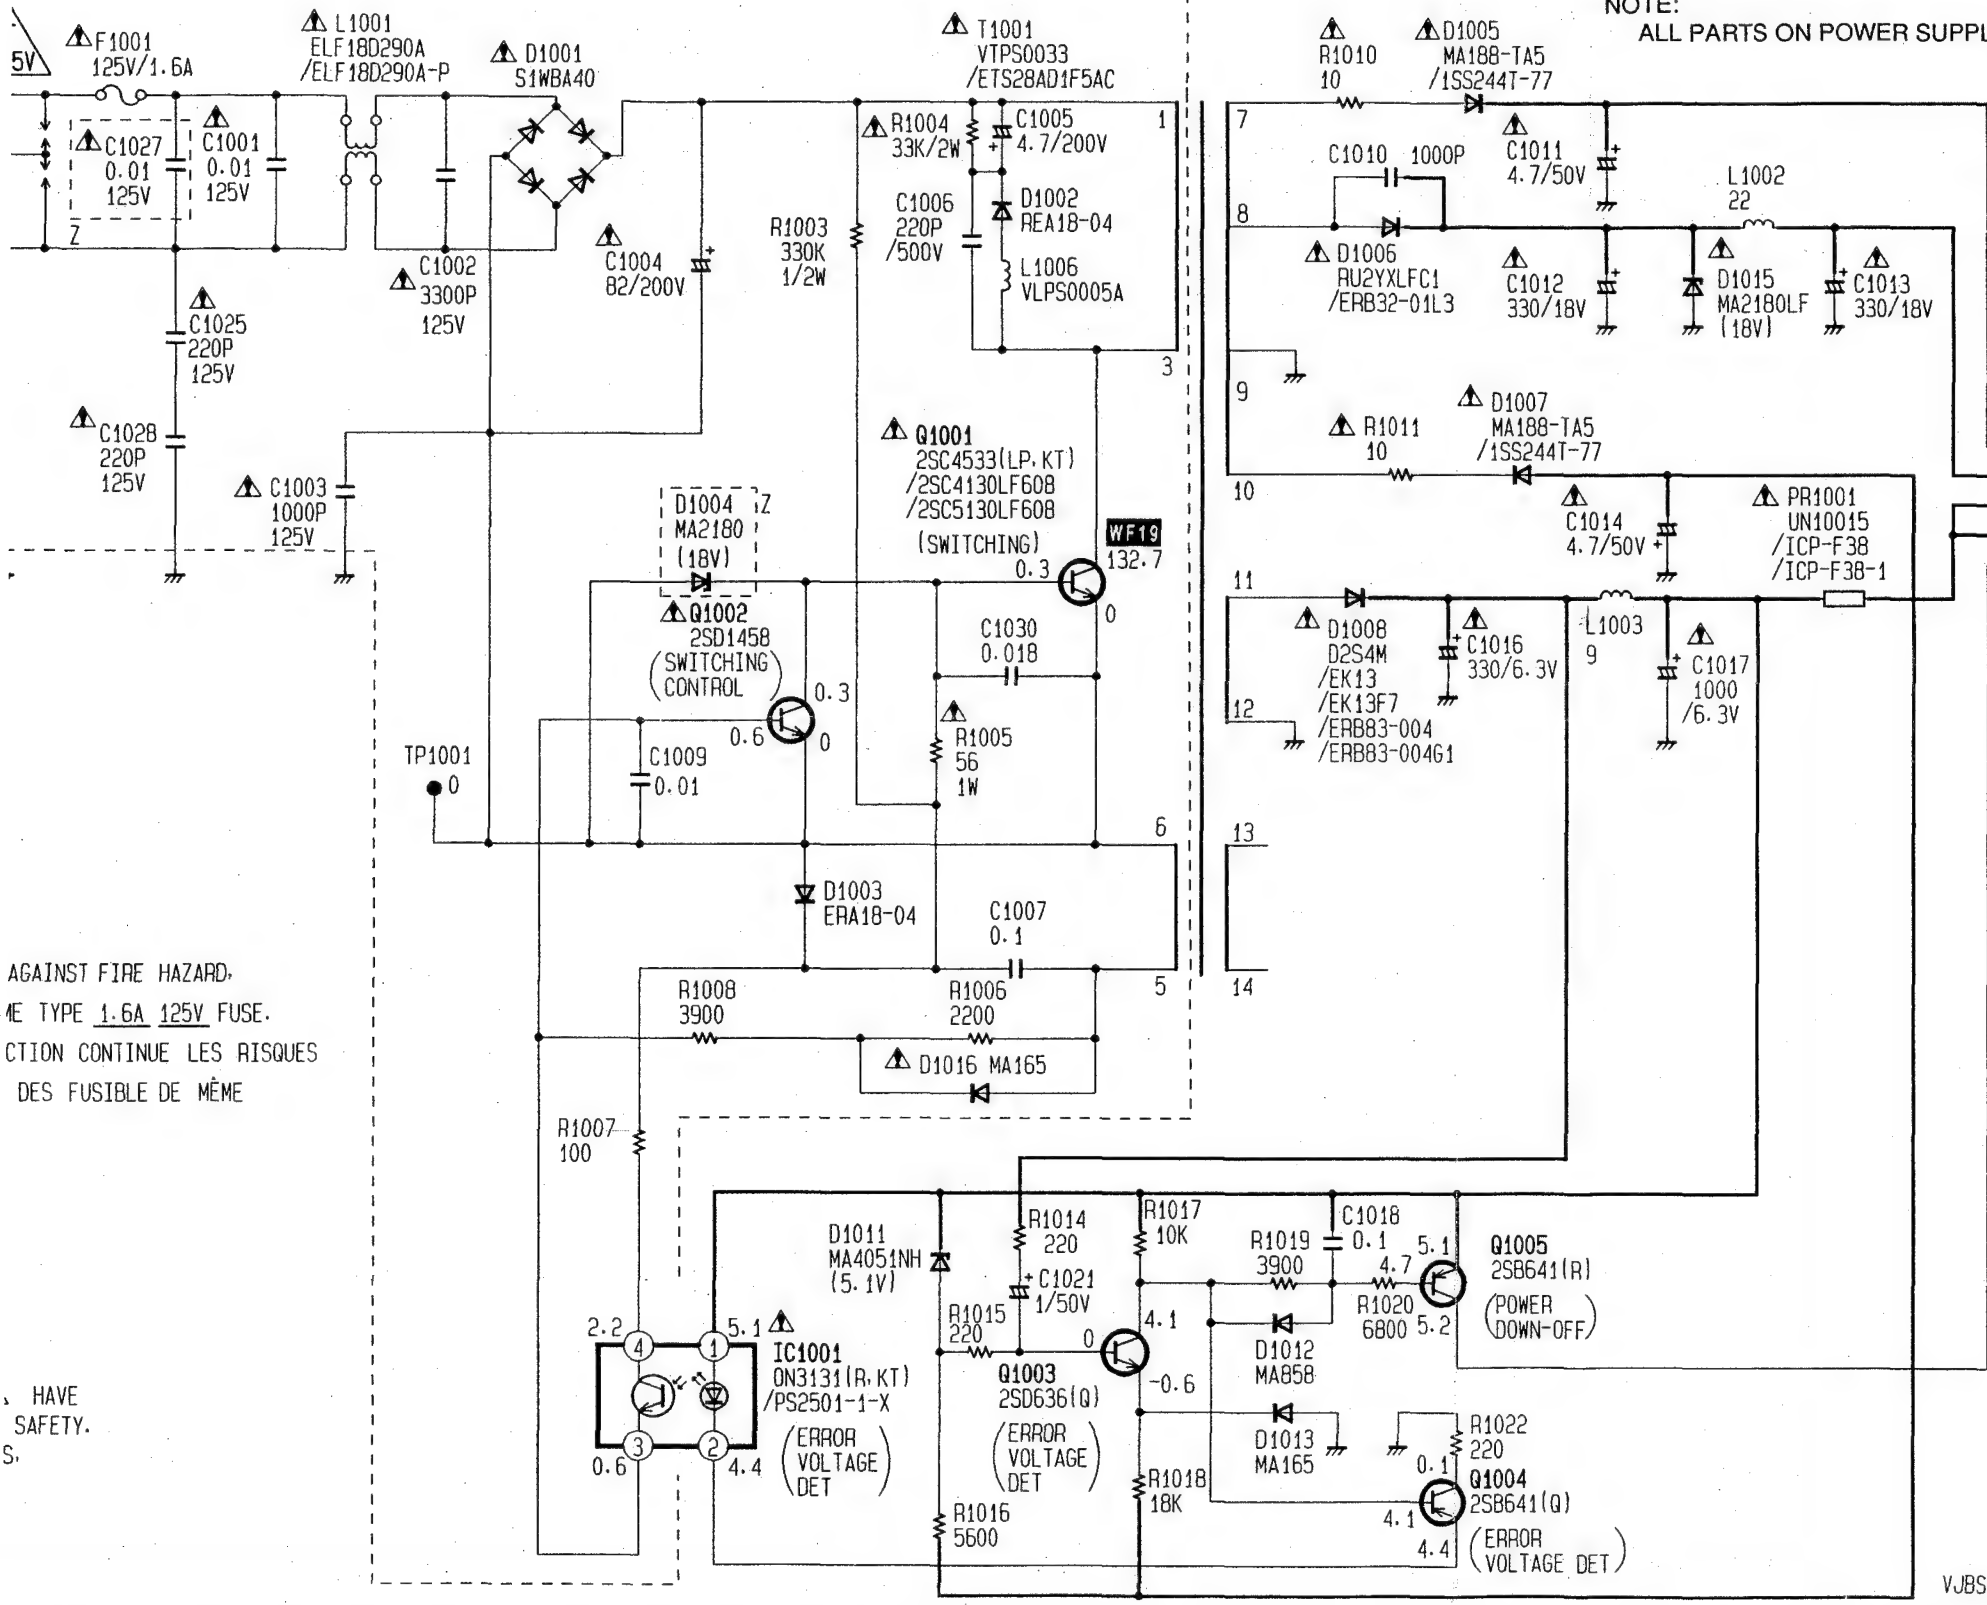 NOTE:
ALL PARTS ON POWER SUPPL
5V
F1001
125V/1.6A
L1001
ELF18D290A
/ELF18D290A-P
D1001
S1WBA40
T1001
VTPS0033
/ETS28AD1F5AC
R1010
10
D1005
MA188-TA5
/1SS244T-77
C1027
0.01
125V
Z
C1001
0.01
125V
C1002
3300P
125V
C1004
82/200V
R1003
330K
1/2W
R1004
33K/2W
C1005
4.7/200V
+
C1006
220P
/500V
D1002
REA18-04
L1006
VLPS0005A
1
3
7
8
9
10
11
12
13
14
C1010 1000P
C1011
4.7/50V
L1002
22
D1006
RU2YXLFC1
/ERB32-01L3
C1012
330/18V
D1015
MA2180LF
(18V)
C1013
330/18V
C1025
220P
125V
C1028
220P
125V
C1003
1000P
125V
D1004
MA2180
(18V)
Z
Q1001
2SC4533(LP,KT)
/2SC4130LF608
/2SC5130LF608
(SWITCHING)
0.3
WF19
132.7
0
R1011
10
D1007
MA188-TA5
/1SS244T-77
C1014
4.7/50V
PR1001
UN10015
/ICP-F38
/ICP-F38-1
Q1002
2SD1458
(SWITCHING
CONTROL)
0.3
0.6
0
C1030
0.018
R1005
56
1W
D1008
D2S4M
/EK13
/EK13F7
/ERB83-004
/ERB83-004G1
C1016
330/6.3V
L1003
9
C1017
1000
/6.3V
TP1001
0
C1009
0.01
6
5
D1003
ERA18-04
C1007
0.1
AGAINST FIRE HAZARD,
ME TYPE 1.6A 125V FUSE.
CTION CONTINUE LES RISQUES
DES FUSIBLE DE MÊME
R1008
3900
R1006
2200
D1016 MA165
R1007
100
D1011
MA4051NH
(5.1V)
R1014
220
C1021
1/50V
R1015
220
R1017
10K
R1019
3900
C1018
0.1
4.7
5.1
R1020
6800
5.2
Q1005
2SB641(R)
(POWER
DOWN-OFF)
2.2
4
1
5.1
IC1001
ON3131(R,KT)
/PS2501-1-X
(ERROR
VOLTAGE
DET)
3
2
0.6
4.4
0
4.1
-0.6
Q1003
2SD636(Q)
(ERROR
VOLTAGE
DET)
D1012
MA858
D1013
MA165
R1022
220
0.1
Q1004
2SB641(Q)
4.1
4.4
(ERROR
VOLTAGE DET)
R1016
5600
R1018
18K
HAVE
SAFETY.
S,
VJBS